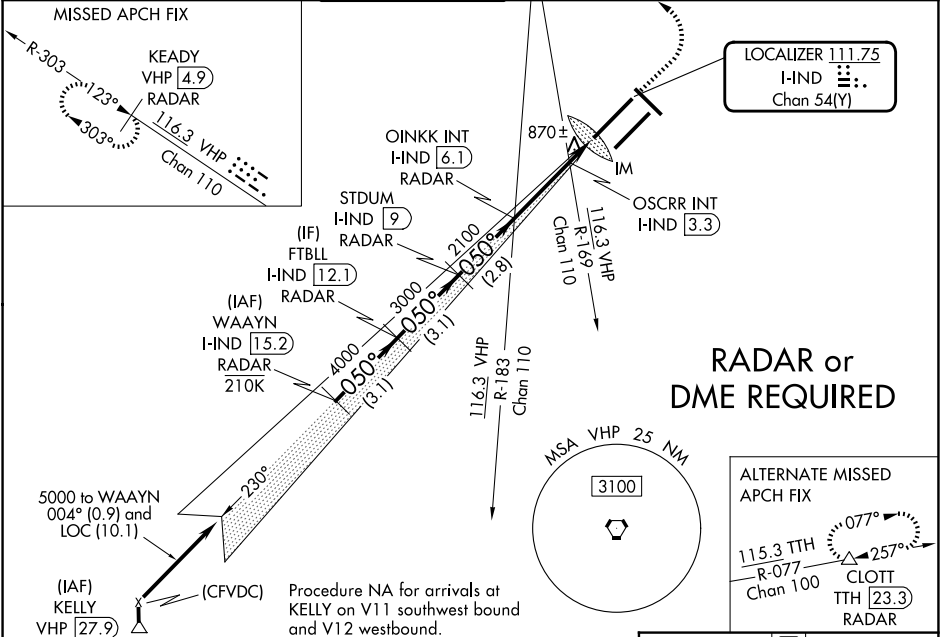 MISSED APCH FIX
R-303
KEADY
VHP 4.9
RADAR
123°
303°
116.3 VHP
Chan 110
LOCALIZER 111.75
I-IND
Chan 54(Y)
870±
IM
OINKK INT
I-IND 6.1
RADAR
OSCRR INT
I-IND 3.3
STDUM
I-IND 9
RADAR
(IF)
FTBLL
I-IND 12.1
RADAR
(IAF)
WAAYN
I-IND 15.2
RADAR
210K
2100
050°
(2.8)
3000
050°
(3.1)
4000
050°
(3.1)
116.3 VHP
R-169
Chan 110
116.3 VHP
R-183
Chan 110
RADAR or
DME REQUIRED
230°
5000 to WAAYN
004° (0.9) and
LOC (10.1)
(IAF)
KELLY
VHP 27.9
(CFVDC)
Procedure NA for arrivals at
KELLY on V11 southwest bound
and V12 westbound.
MSA VHP 25 NM
3100
ALTERNATE MISSED
APCH FIX
077°
257°
115.3 TTH
R-077
Chan 100
CLOTT
TTH 23.3
RADAR